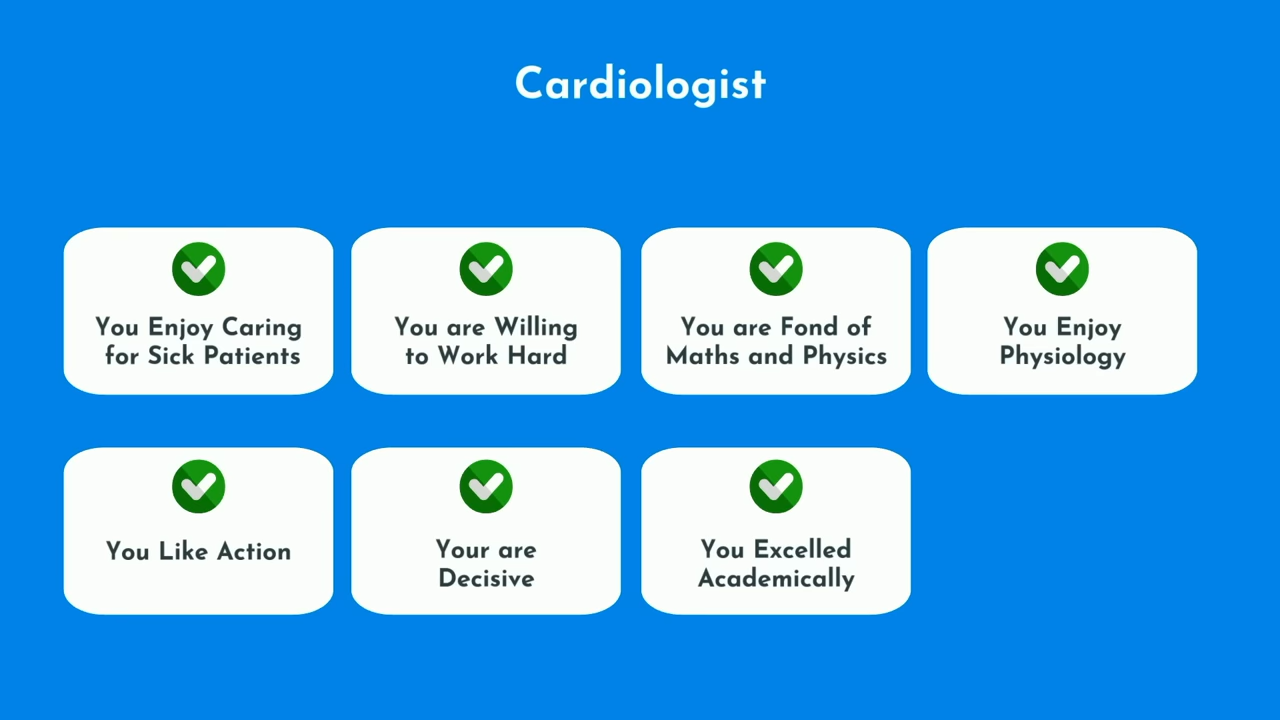 Cardiologist
You Enjoy Caring
for Sick Patients
You are Willing
to Work Hard
You are Fond of
Maths and Physics
You Enjoy
Physiology
You Like Action
Your are
Decisive
You Excelled
Academically